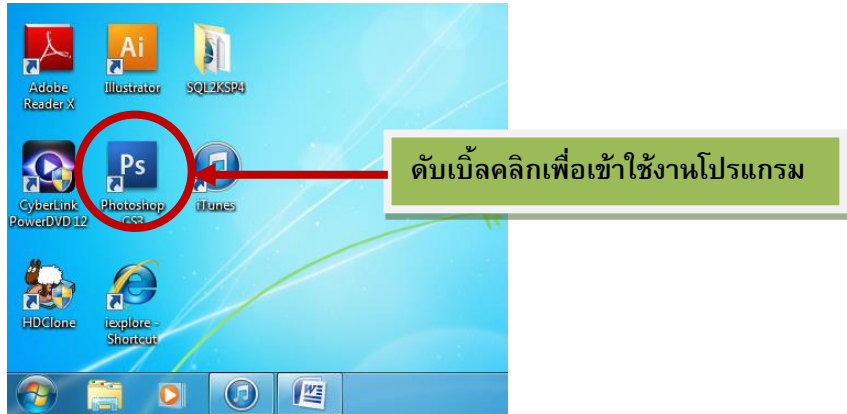 Ai
Adobe
Reader X
Illustrator
SQL2KSP4
ดับเบิ้ลคลิกเพื่อเข้าใช้งานโปรแกรม
Ps
CyberLink
PowerDVD 12
Photoshop
CS3
iTunes
HDClone
iexplore -
Shortcut
W